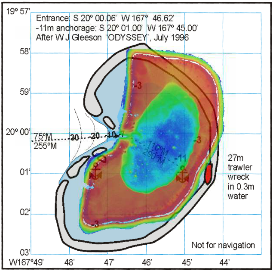 19° 57'
Entrance: S 20° 00.06' W 167° 46.62'
-11m anchorage: S 20° 01.00' W 167° 45.00'
After W J Gleeson 'ODYSSEY', July 1996
58
59
-3
20° 00'
75°M
255°M
-20
-20
-10
-3
-11
27m
trawler
wreck
in 0.3m
water
01
02
-3
Not for navigation
03'
W167°49'
48
47
46
45
44'